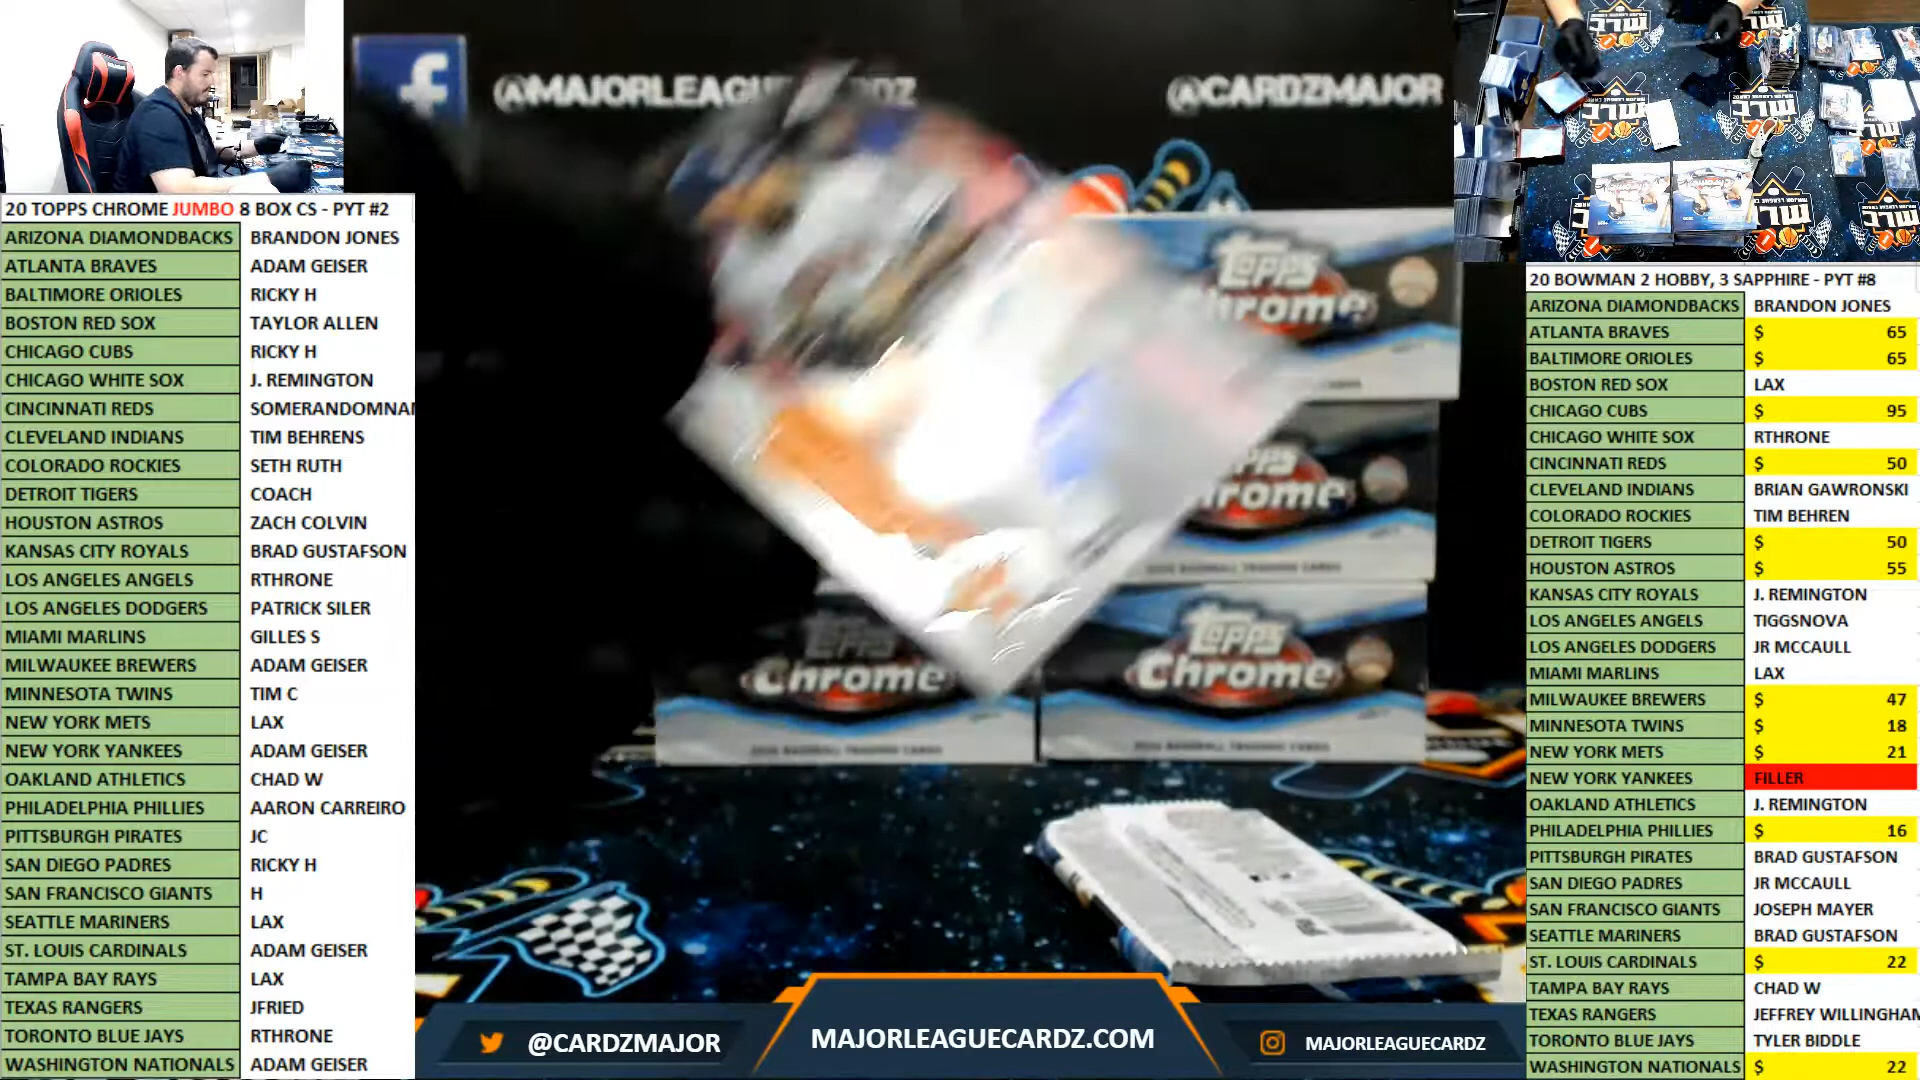 @MAJORLEAGUECARDZ
@CARDZMAJOR
20 TOPPS CHROME JUMBO 8 BOX CS - PYT #2
ARIZONA DIAMONDBACKS BRANDON JONES
ATLANTA BRAVES ADAM GEISER
BALTIMORE ORIOLES RICKY H
BOSTON RED SOX TAYLOR ALLEN
CHICAGO CUBS RICKY H
CHICAGO WHITE SOX J. REMINGTON
CINCINNATI REDS SOMERANDOMNA
CLEVELAND INDIANS TIM BEHRENS
COLORADO ROCKIES SETH RUTH
DETROIT TIGERS COACH
HOUSTON ASTROS ZACH COLVIN
KANSAS CITY ROYALS BRAD GUSTAFSON
LOS ANGELES ANGELS RTHRONE
LOS ANGELES DODGERS PATRICK SILER
MIAMI MARLINS GILLES S
MILWAUKEE BREWERS ADAM GEISER
MINNESOTA TWINS TIM C
NEW YORK METS LAX
NEW YORK YANKEES ADAM GEISER
OAKLAND ATHLETICS CHAD W
PHILADELPHIA PHILLIES AARON CARREIRO
PITTSBURGH PIRATES JC
SAN DIEGO PADRES RICKY H
SAN FRANCISCO GIANTS H
SEATTLE MARINERS LAX
ST. LOUIS CARDINALS ADAM GEISER
TAMPA BAY RAYS LAX
TEXAS RANGERS JFRIED
TORONTO BLUE JAYS RTHRONE
WASHINGTON NATIONALS ADAM GEISER
Topps
Chrome
Topps
Chrome
Topps
Chrome
Topps
Chrome
@CARDZMAJOR
MAJORLEAGUECARDZ.COM
MAJORLEAGUECARDZ
20 BOWMAN 2 HOBBY, 3 SAPPHIRE - PYT #8
ARIZONA DIAMONDBACKS BRANDON JONES
ATLANTA BRAVES $ 65
BALTIMORE ORIOLES $ 65
BOSTON RED SOX LAX
CHICAGO CUBS $ 95
CHICAGO WHITE SOX RTHRONE
CINCINNATI REDS $ 50
CLEVELAND INDIANS BRIAN GAWRONSKI
COLORADO ROCKIES TIM BEHREN
DETROIT TIGERS $ 50
HOUSTON ASTROS $ 55
KANSAS CITY ROYALS J. REMINGTON
LOS ANGELES ANGELS TIGGSNOVA
LOS ANGELES DODGERS JR MCCAULL
MIAMI MARLINS LAX
MILWAUKEE BREWERS $ 47
MINNESOTA TWINS $ 18
NEW YORK METS $ 21
NEW YORK YANKEES FILLER
OAKLAND ATHLETICS J. REMINGTON
PHILADELPHIA PHILLIES $ 16
PITTSBURGH PIRATES BRAD GUSTAFSON
SAN DIEGO PADRES JR MCCAULL
SAN FRANCISCO GIANTS JOSEPH MAYER
SEATTLE MARINERS BRAD GUSTAFSON
ST. LOUIS CARDINALS $ 22
TAMPA BAY RAYS CHAD W
TEXAS RANGERS JEFFREY WILLINGHAM
TORONTO BLUE JAYS TYLER BIDDLE
WASHINGTON NATIONALS $ 22